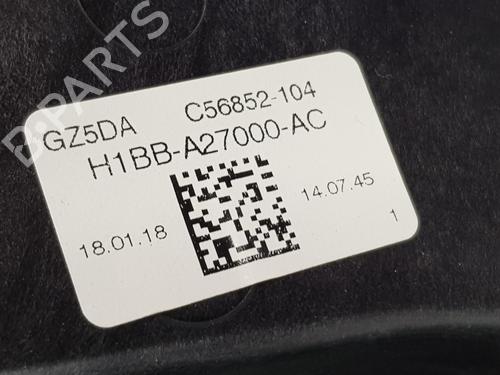 B-PARTS
GZ5DA C56852-104
H1BB-A27000-AC
18.01.18 14.07.45
1